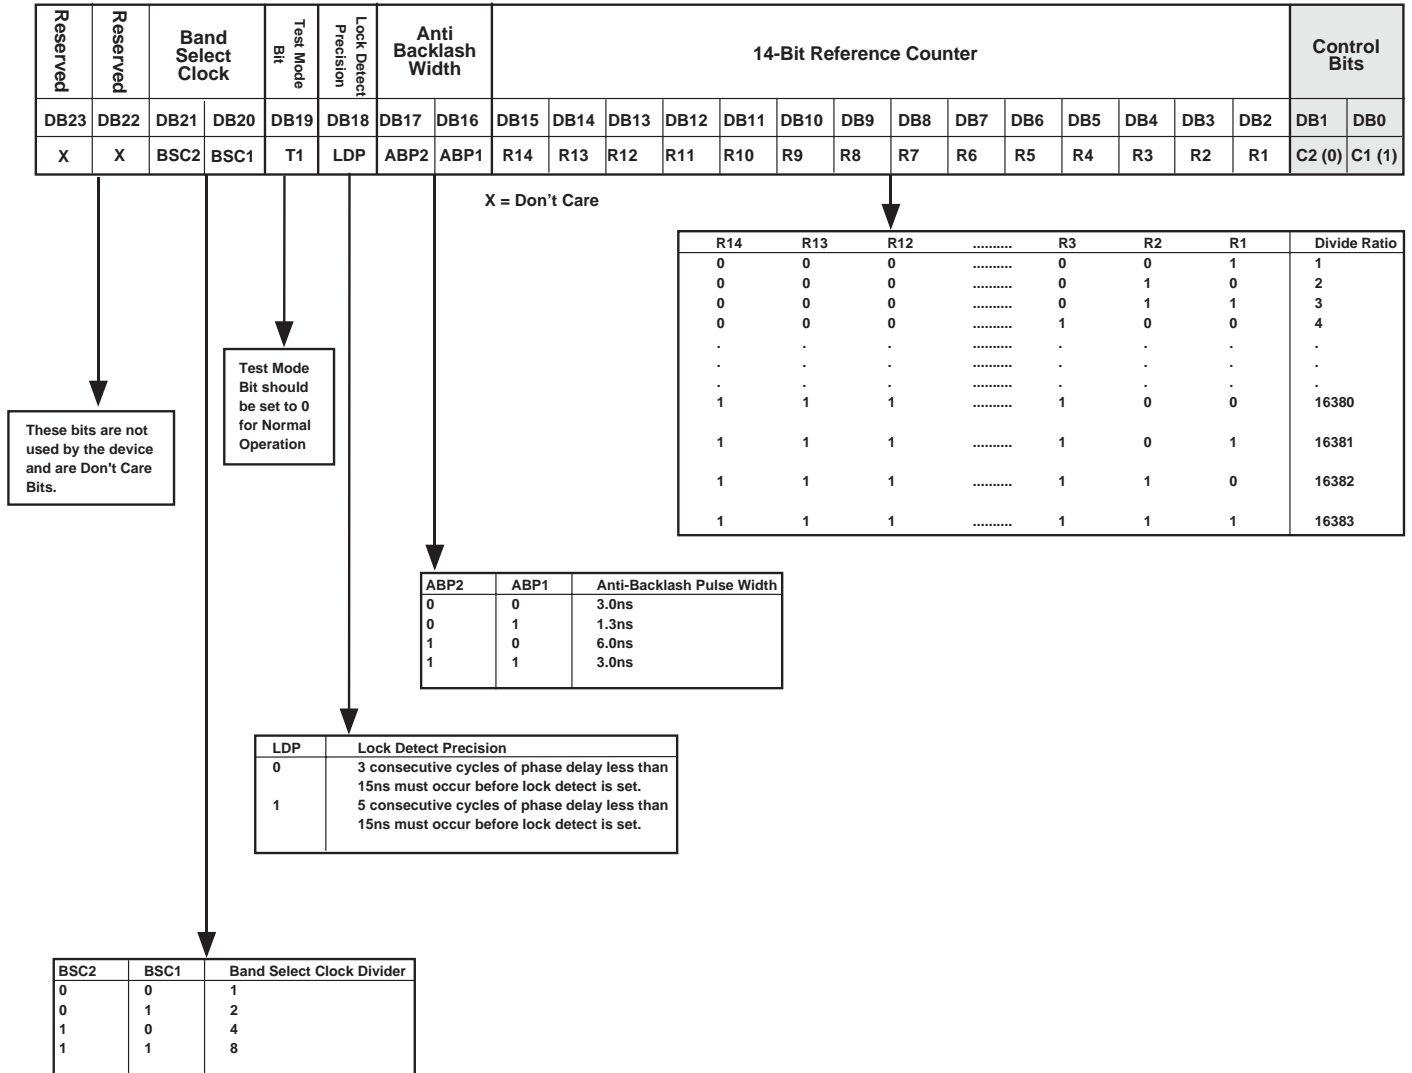 Reserved
Reserved
Band
Select
Clock
Test Mode
Bit
Lock Detect
Precision
Anti
Backlash
Width
14-Bit Reference Counter
Control
Bits
DB23 DB22 DB21 DB20 DB19 DB18 DB17 DB16 DB15 DB14 DB13 DB12 DB11 DB10 DB9 DB8 DB7 DB6 DB5 DB4 DB3 DB2 DB1 DB0
X X BSC2 BSC1 T1 LDP ABP2 ABP1 R14 R13 R12 R11 R10 R9 R8 R7 R6 R5 R4 R3 R2 R1 C2 (0) C1 (1)
X = Don't Care
R14 R13 R12 .......... R3 R2 R1 Divide Ratio
0 0 0 .......... 0 0 1 1
0 0 0 .......... 0 1 0 2
0 0 0 .......... 0 1 1 3
0 0 0 .......... 1 0 0 4
. . . .......... . . . .
. . . .......... . . . .
. . . .......... . . . .
1 1 1 .......... 1 0 0 16380
1 1 1 .......... 1 0 1 16381
1 1 1 .......... 1 1 0 16382
1 1 1 .......... 1 1 1 16383
Test Mode
Bit should
be set to 0
for Normal
Operation
These bits are not
used by the device
and are Don't Care
Bits.
ABP2 ABP1 Anti-Backlash Pulse Width
0 0 3.0ns
0 1 1.3ns
1 0 6.0ns
1 1 3.0ns
LDP Lock Detect Precision
0 3 consecutive cycles of phase delay less than
15ns must occur before lock detect is set.
1 5 consecutive cycles of phase delay less than
15ns must occur before lock detect is set.
BSC2 BSC1 Band Select Clock Divider
0 0 1
0 1 2
1 0 4
1 1 8